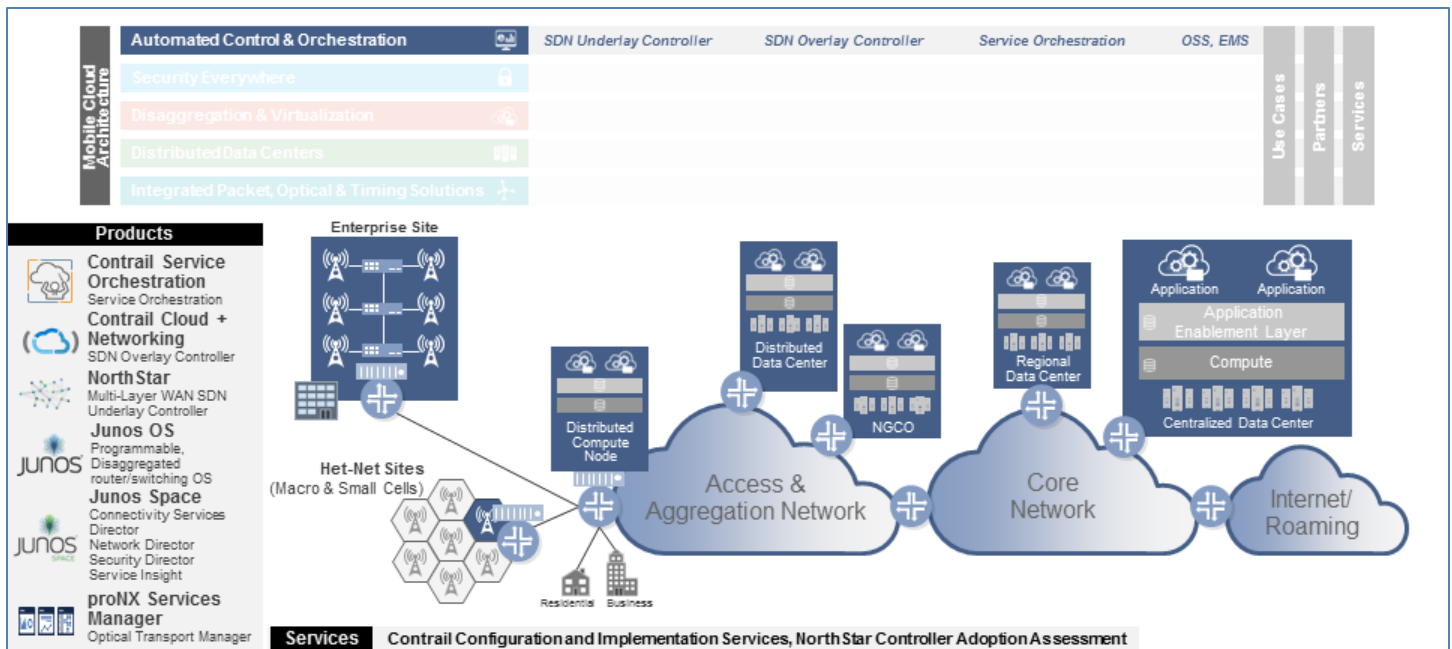 Mobile Cloud
Architecture
Automated Control & Orchestration
SDN Underlay Controller
SDN Overlay Controller
Service Orchestration
OSS, EMS
Security Everywhere
Disaggregation & Virtualization
Distributed Data Centers
Integrated Packet, Optical & Timing Solutions
Use Cases
Partners
Services
Products
Contrail Service
Orchestration
Service Orchestration
Contrail Cloud +
Networking
SDN Overlay Controller
NorthStar
Multi-Layer WAN SDN
Underlay Controller
Junos OS
JUNOS
Programmable,
Disaggregated
router/switching OS
Junos Space
JUNOS
SPACE
Connectivity Services
Director
Network Director
Security Director
Service Insight
proNX Services
Manager
Optical Transport Manager
Enterprise Site
Het-Net Sites
(Macro & Small Cells)
Distributed
Compute
Node
Residential
Business
Distributed
Data Center
NGCO
Access &
Aggregation Network
Regional
Data Center
Core
Network
Application
Application
Application
Enablement Layer
Compute
Centralized Data Center
Internet/
Roaming
Services
Contrail Configuration and Implementation Services, NorthStar Controller Adoption Assessment